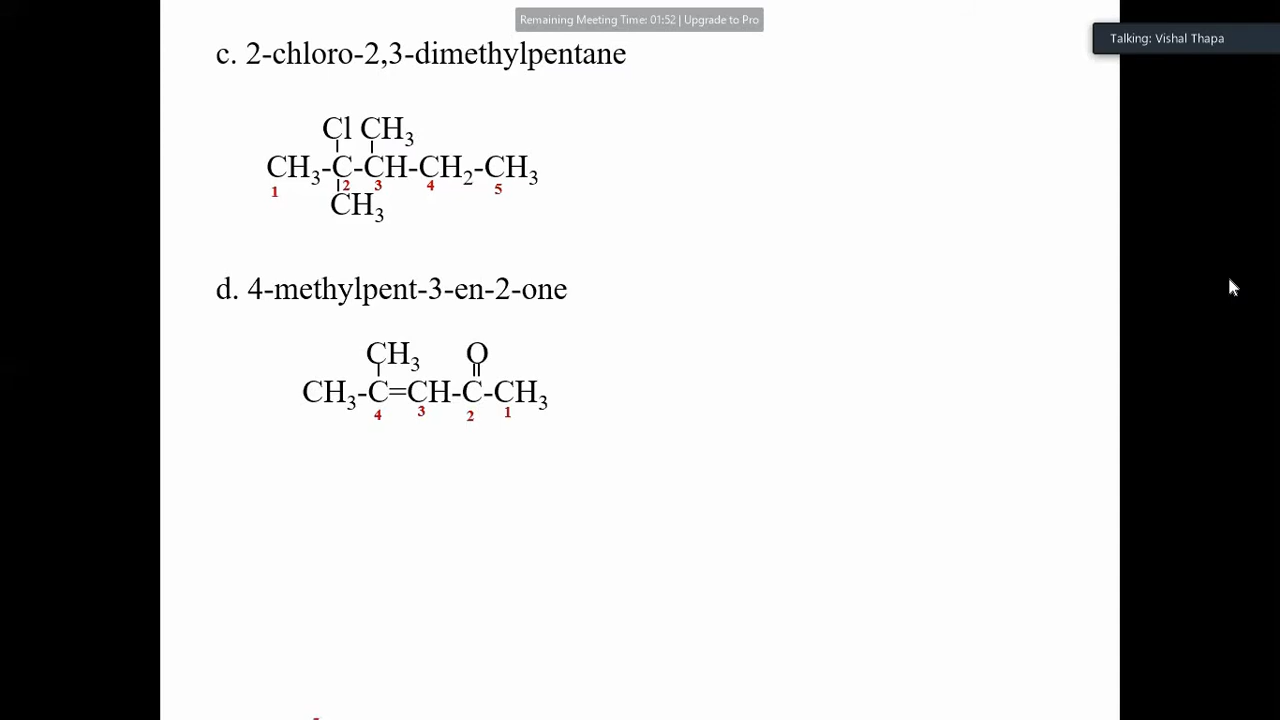 Remaining Meeting Time: 01:52 | Upgrade to Pro
Talking: Vishal Thapa
c. 2-chloro-2,3-dimethylpentane
Cl CH₃
CH₃-C-CH-CH₂-CH₃
1 2 3 4 5
CH₃
d. 4-methylpent-3-en-2-one
CH₃ O
CH₃-C=CH-C-CH₃
4 3 2 1